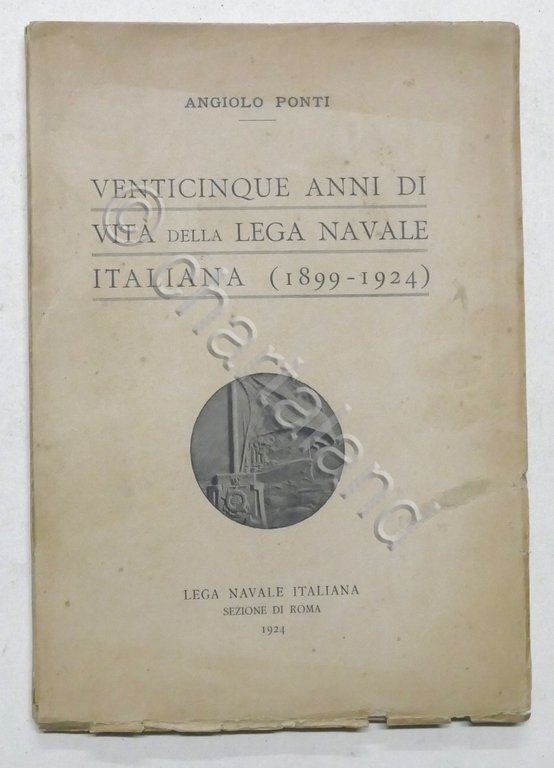 ANGIOLO PONTI
VENTICINQUE ANNI DI
VITA DELLA LEGA NAVALE
ITALIANA (1899-1924)
© chartaland
LEGA NAVALE ITALIANA
SEZIONE DI ROMA
1924